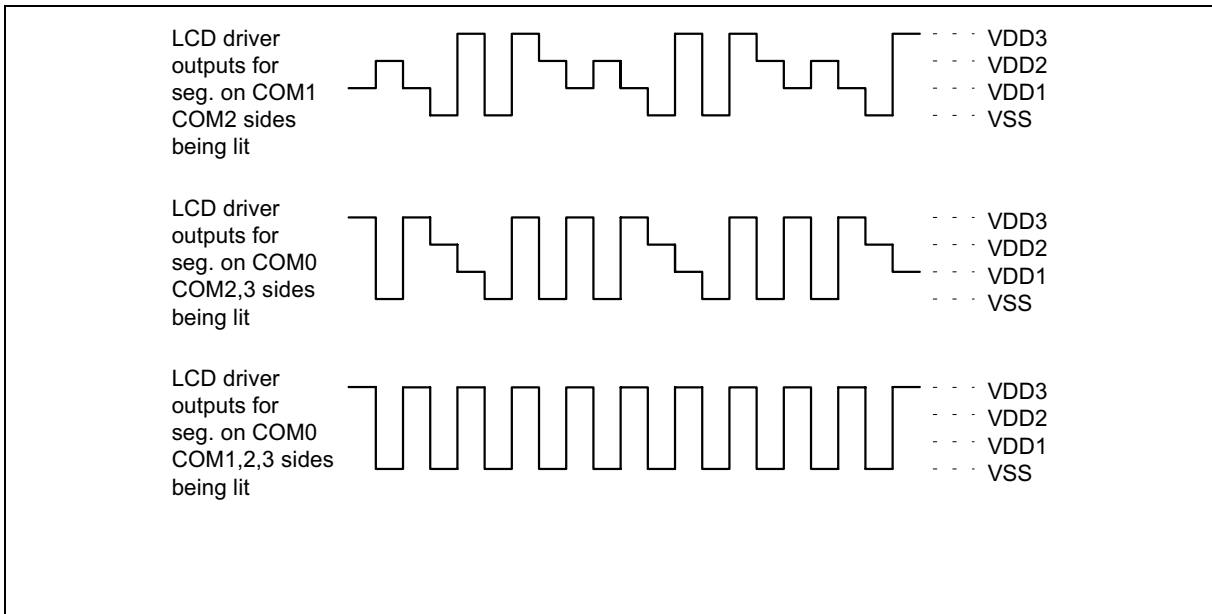 LCD driver
outputs for
seg. on COM1
COM2 sides
being lit
VDD3
VDD2
VDD1
VSS
LCD driver
outputs for
seg. on COM0
COM2,3 sides
being lit
VDD3
VDD2
VDD1
VSS
LCD driver
outputs for
seg. on COM0
COM1,2,3 sides
being lit
VDD3
VDD2
VDD1
VSS